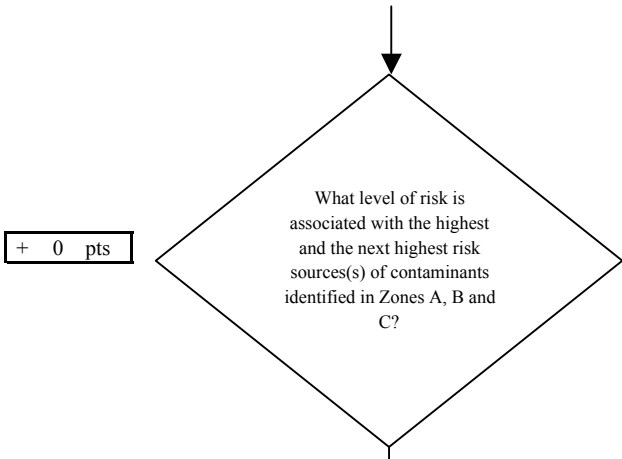 What level of risk is
associated with the highest
and the next highest risk
sources(s) of contaminants
identified in Zones A, B and
C?
+ 0 pts